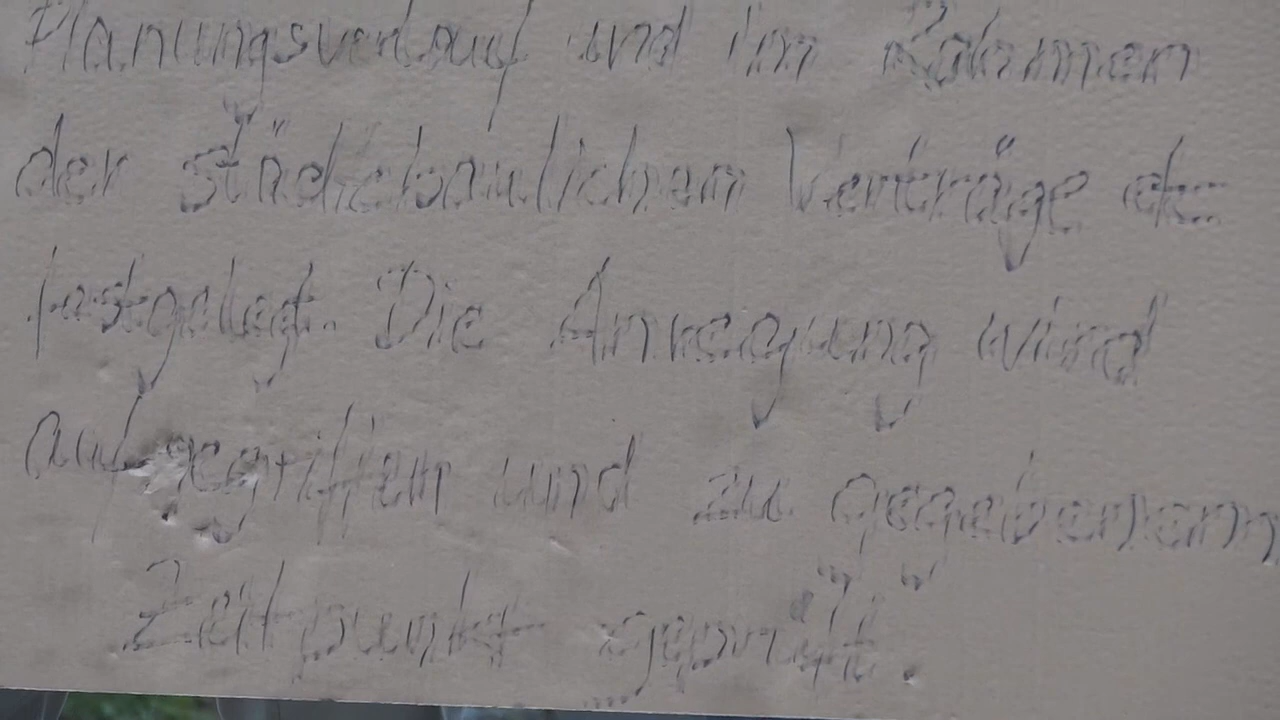 Planungsverlauf und im Rahmen
der städtebaulichen Verträge etc
festgelegt. Die Anregung wird
aufgegriffen und zu gegebenem
Zeitpunkt geprüft."